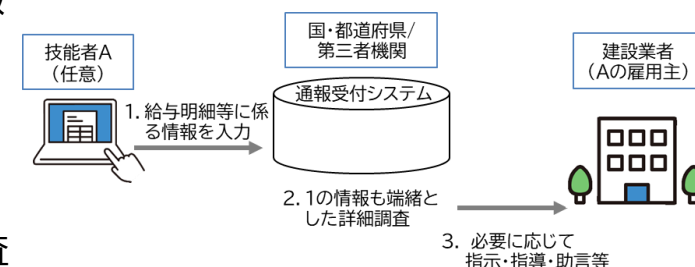 技能者A
(任意)
国・都道府県/
第三者機関
建設業者
(Aの雇用主)
通報受付システム
1. 給与明細等に係
る情報を入力
2. 1の情報も端緒と
した詳細調査
3. 必要に応じて
指示・指導・助言等
査